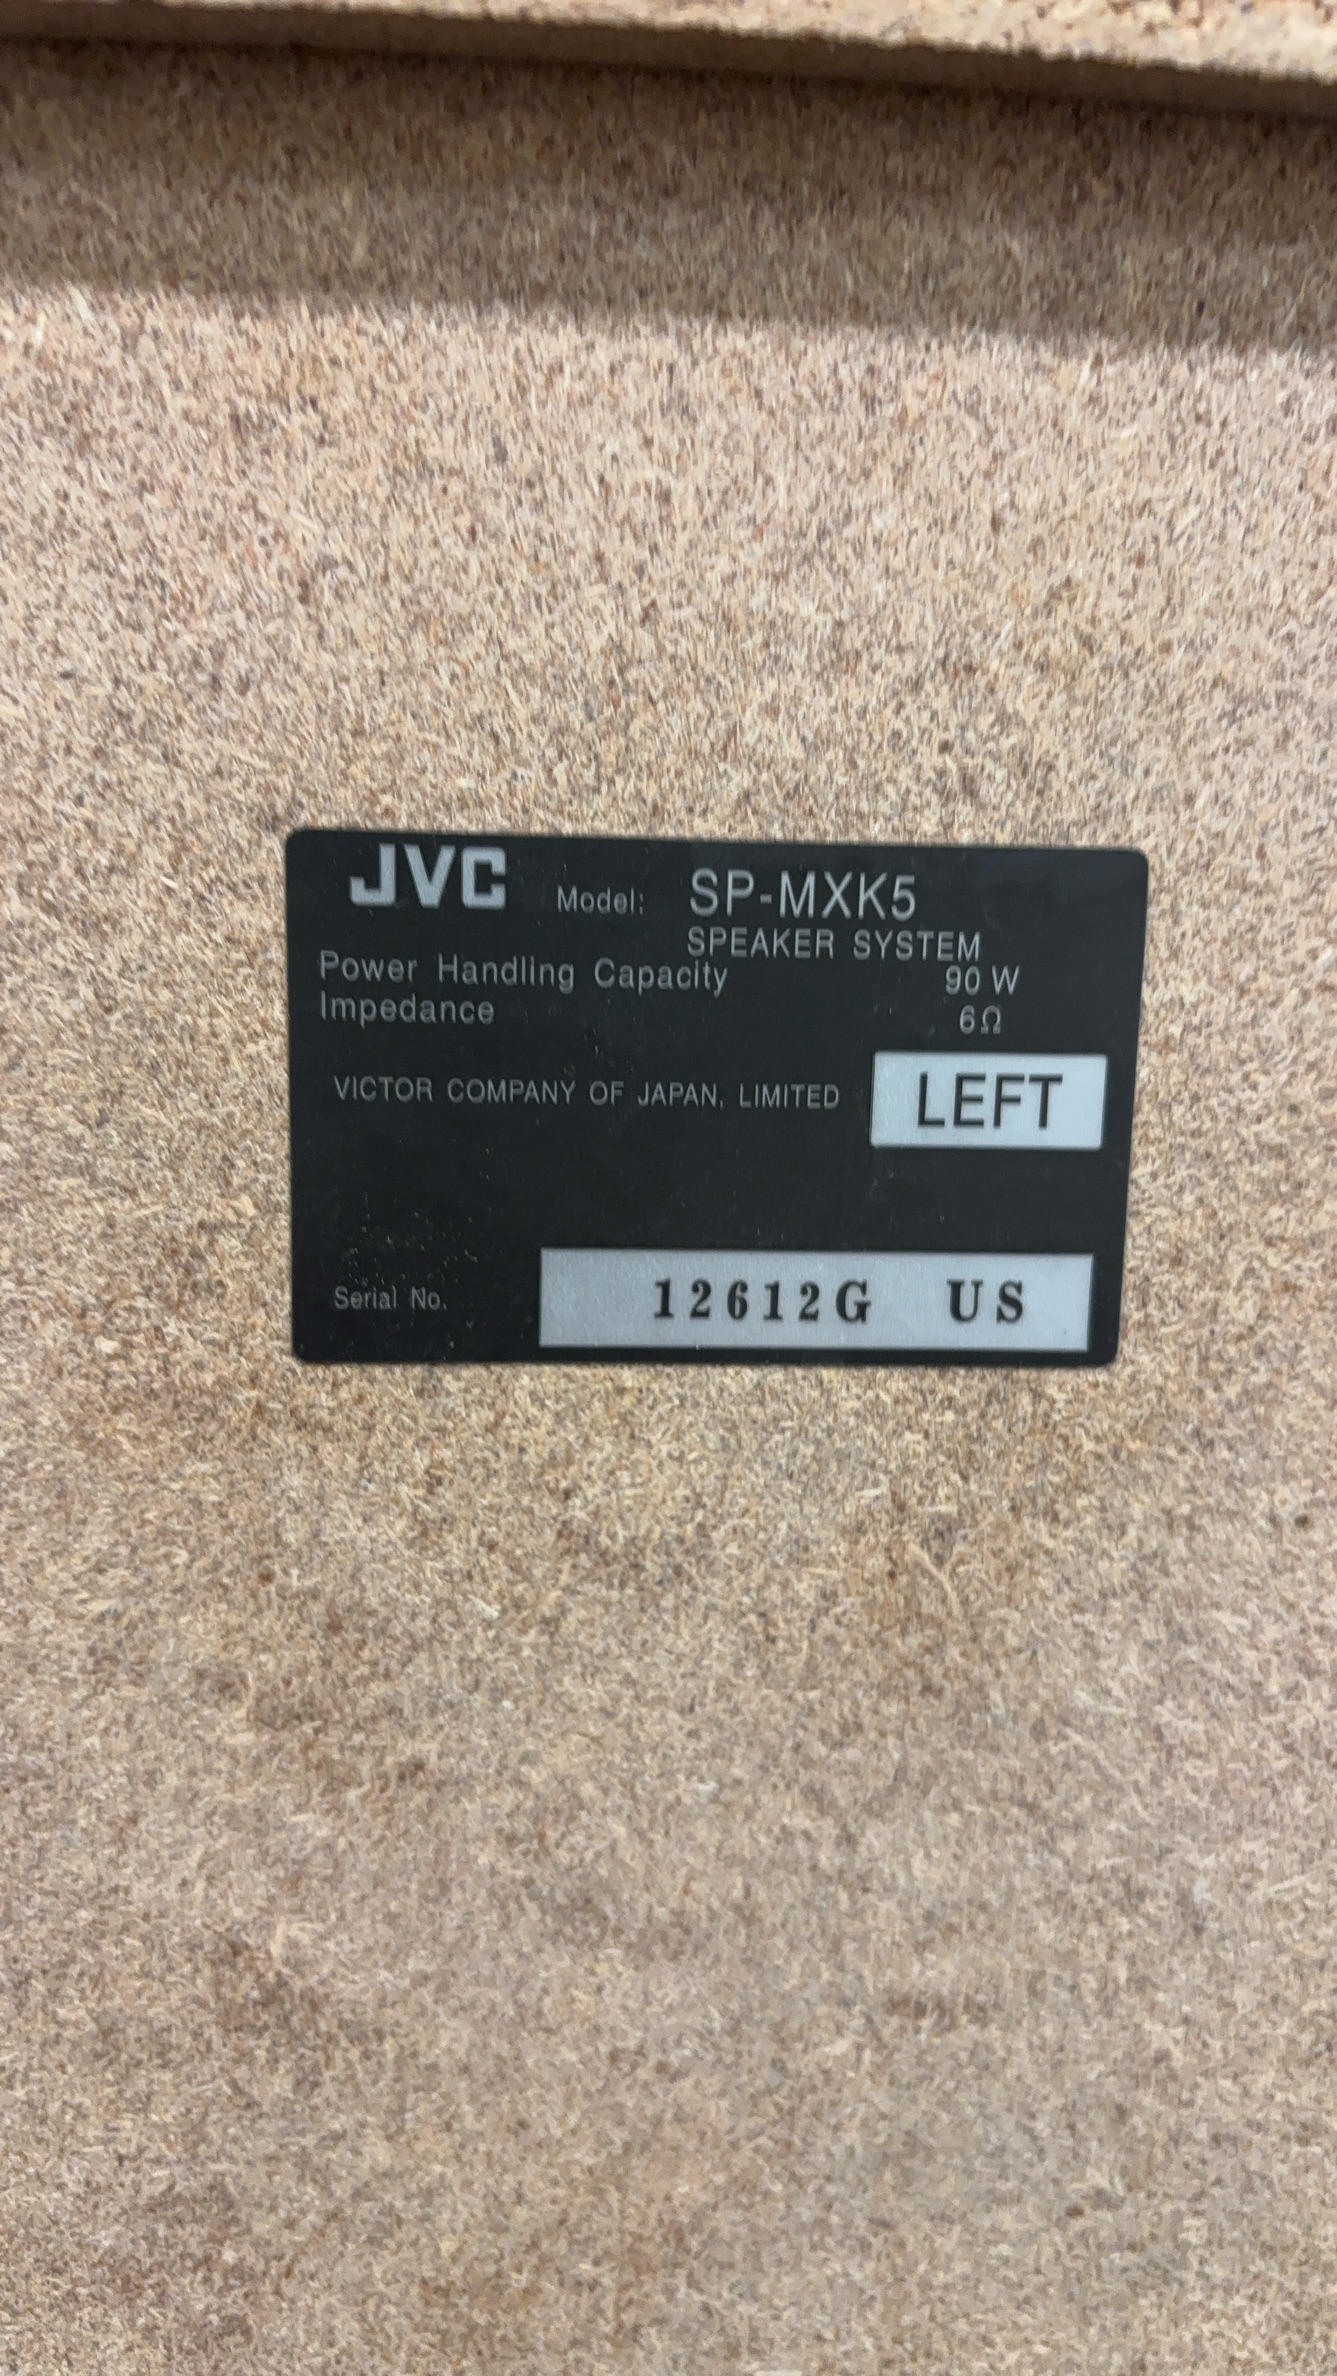 JVC Model: SP-MXK5
SPEAKER SYSTEM
Power Handling Capacity 90 W
Impedance 6Ω
VICTOR COMPANY OF JAPAN, LIMITED LEFT
Serial No. 12612G US